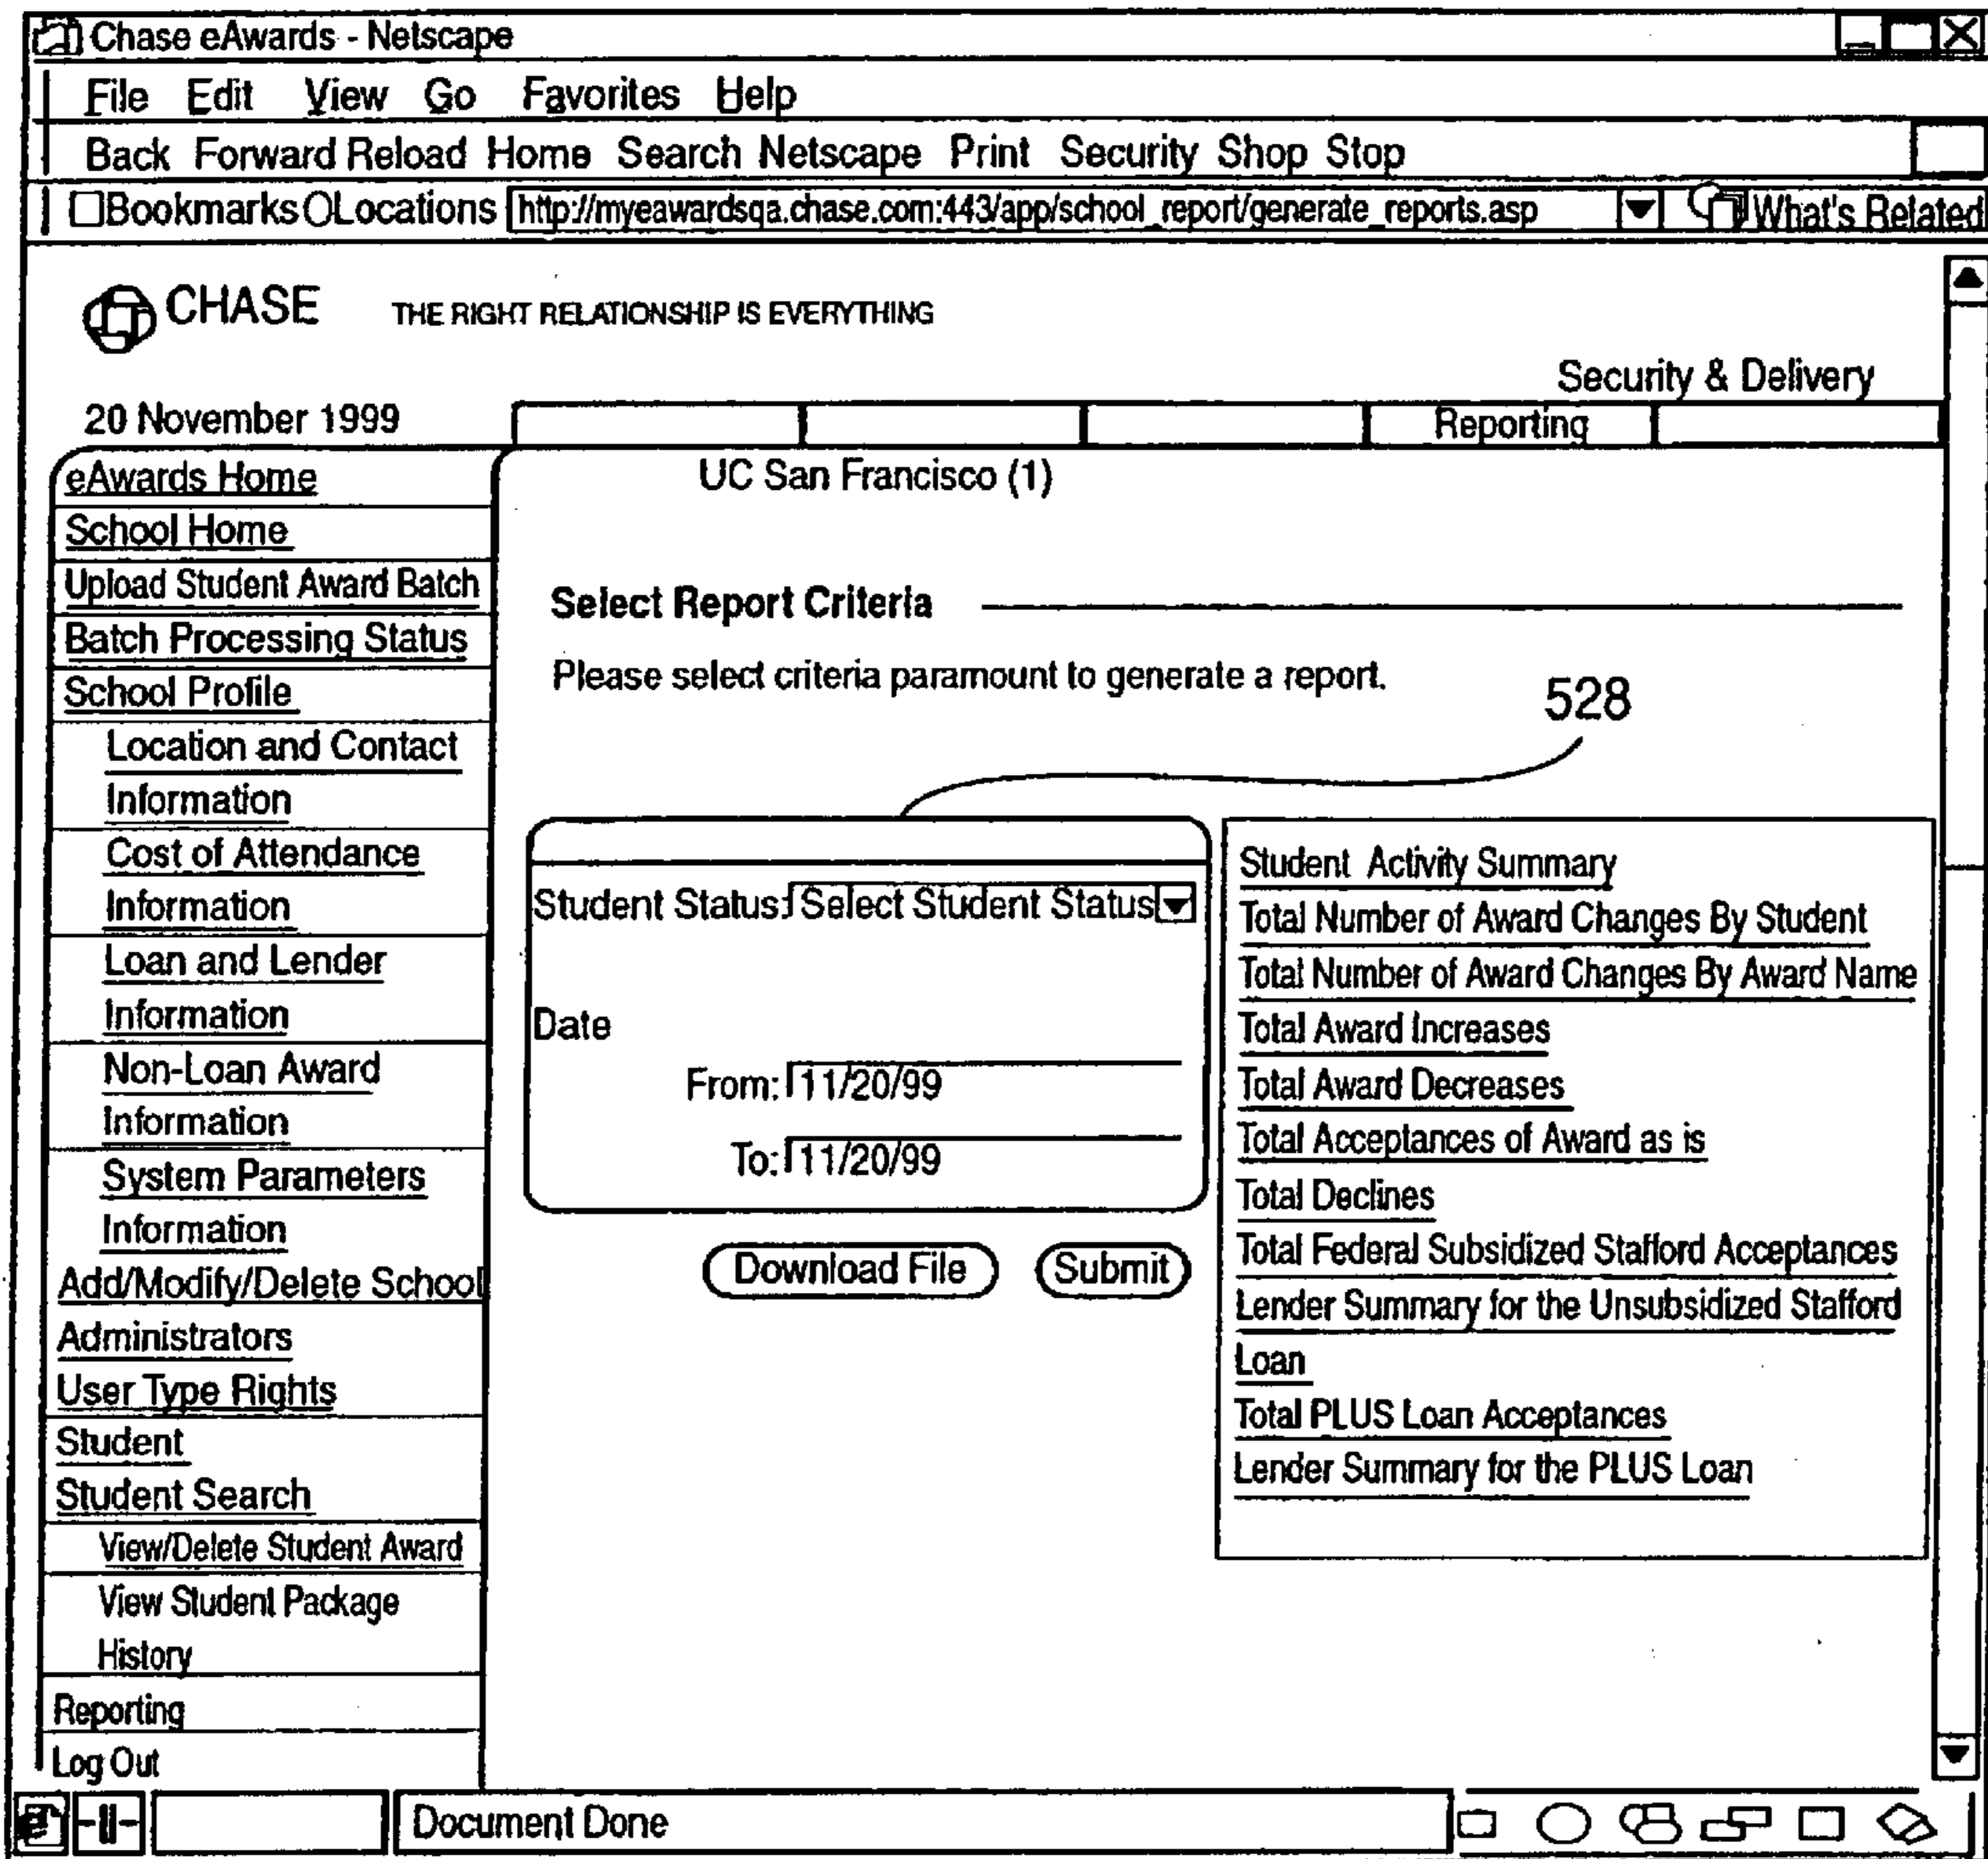 Chase eAwards - Netscape
File Edit View Go Favorites Help
Back Forward Reload Home Search Netscape Print Security Shop Stop
Bookmarks Locations http://myeawardsqa.chase.com:443/app/school_report/generate_reports.asp What's Related
CHASE THE RIGHT RELATIONSHIP IS EVERYTHING
Security & Delivery
20 November 1999
Reporting
eAwards Home
School Home
Upload Student Award Batch
Batch Processing Status
School Profile
Location and Contact
Information
Cost of Attendance
Information
Loan and Lender
Information
Non-Loan Award
Information
System Parameters
Information
Add/Modify/Delete School
Administrators
User Type Rights
Student
Student Search
View/Delete Student Award
View Student Package
History
Reporting
Log Out
UC San Francisco (1)
Select Report Criteria
Please select criteria paramount to generate a report.
528
Student Status: Select Student Status
Date
From: 11/20/99
To: 11/20/99
Download File Submit
Student Activity Summary
Total Number of Award Changes By Student
Total Number of Award Changes By Award Name
Total Award Increases
Total Award Decreases
Total Acceptances of Award as is
Total Declines
Total Federal Subsidized Stafford Acceptances
Lender Summary for the Unsubsidized Stafford
Loan
Total PLUS Loan Acceptances
Lender Summary for the PLUS Loan
Document Done